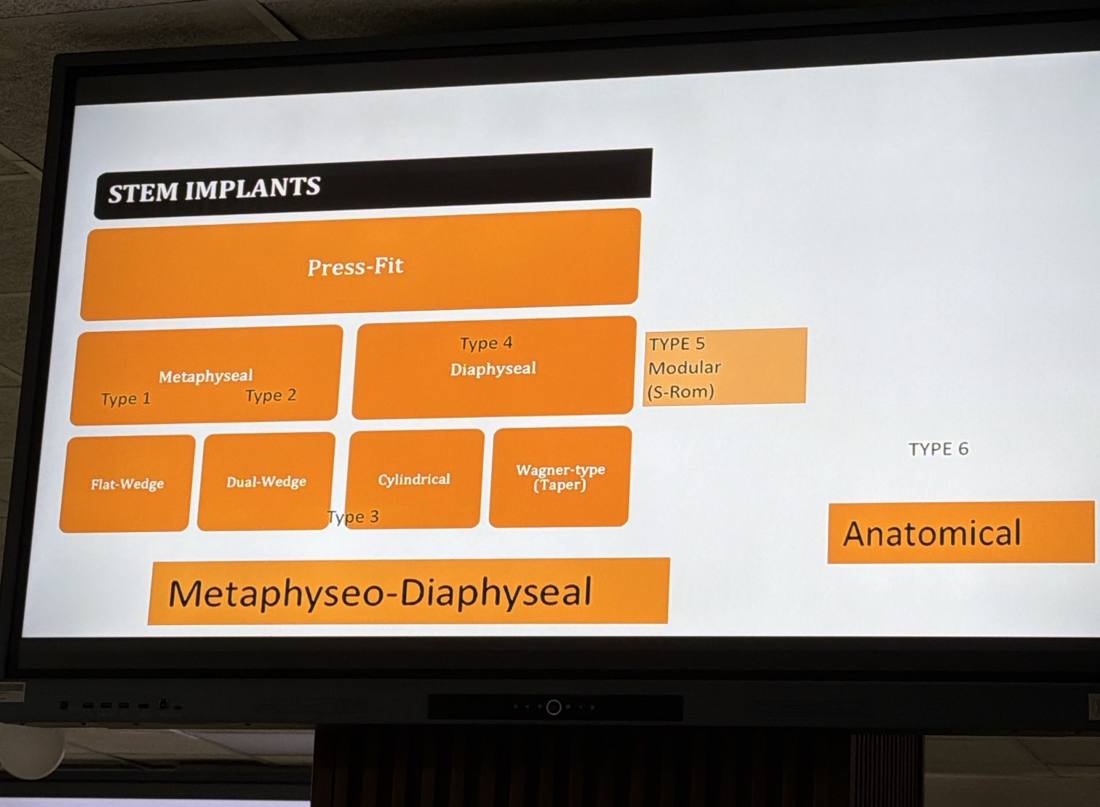 STEM IMPLANTS
Press-Fit
Metaphyseal
Type 1
Type 2
Type 4
Diaphyseal
TYPE 5
Modular
(S-Rom)
Flat-Wedge
Dual-Wedge
Cylindrical
Wagner-type
(Taper)
Type 3
TYPE 6
Anatomical
Metaphyseo-Diaphyseal